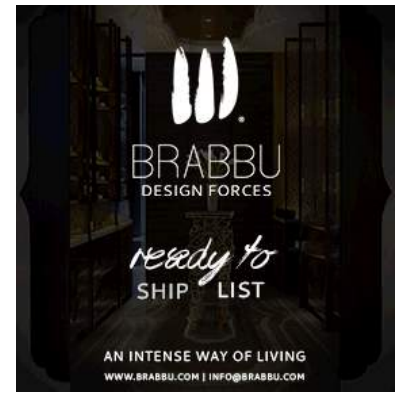 BRABBU
DESIGN FORCES
ready to
SHIP LIST
AN INTENSE WAY OF LIVING
WWW.BRABBU.COM | INFO@BRABBU.COM